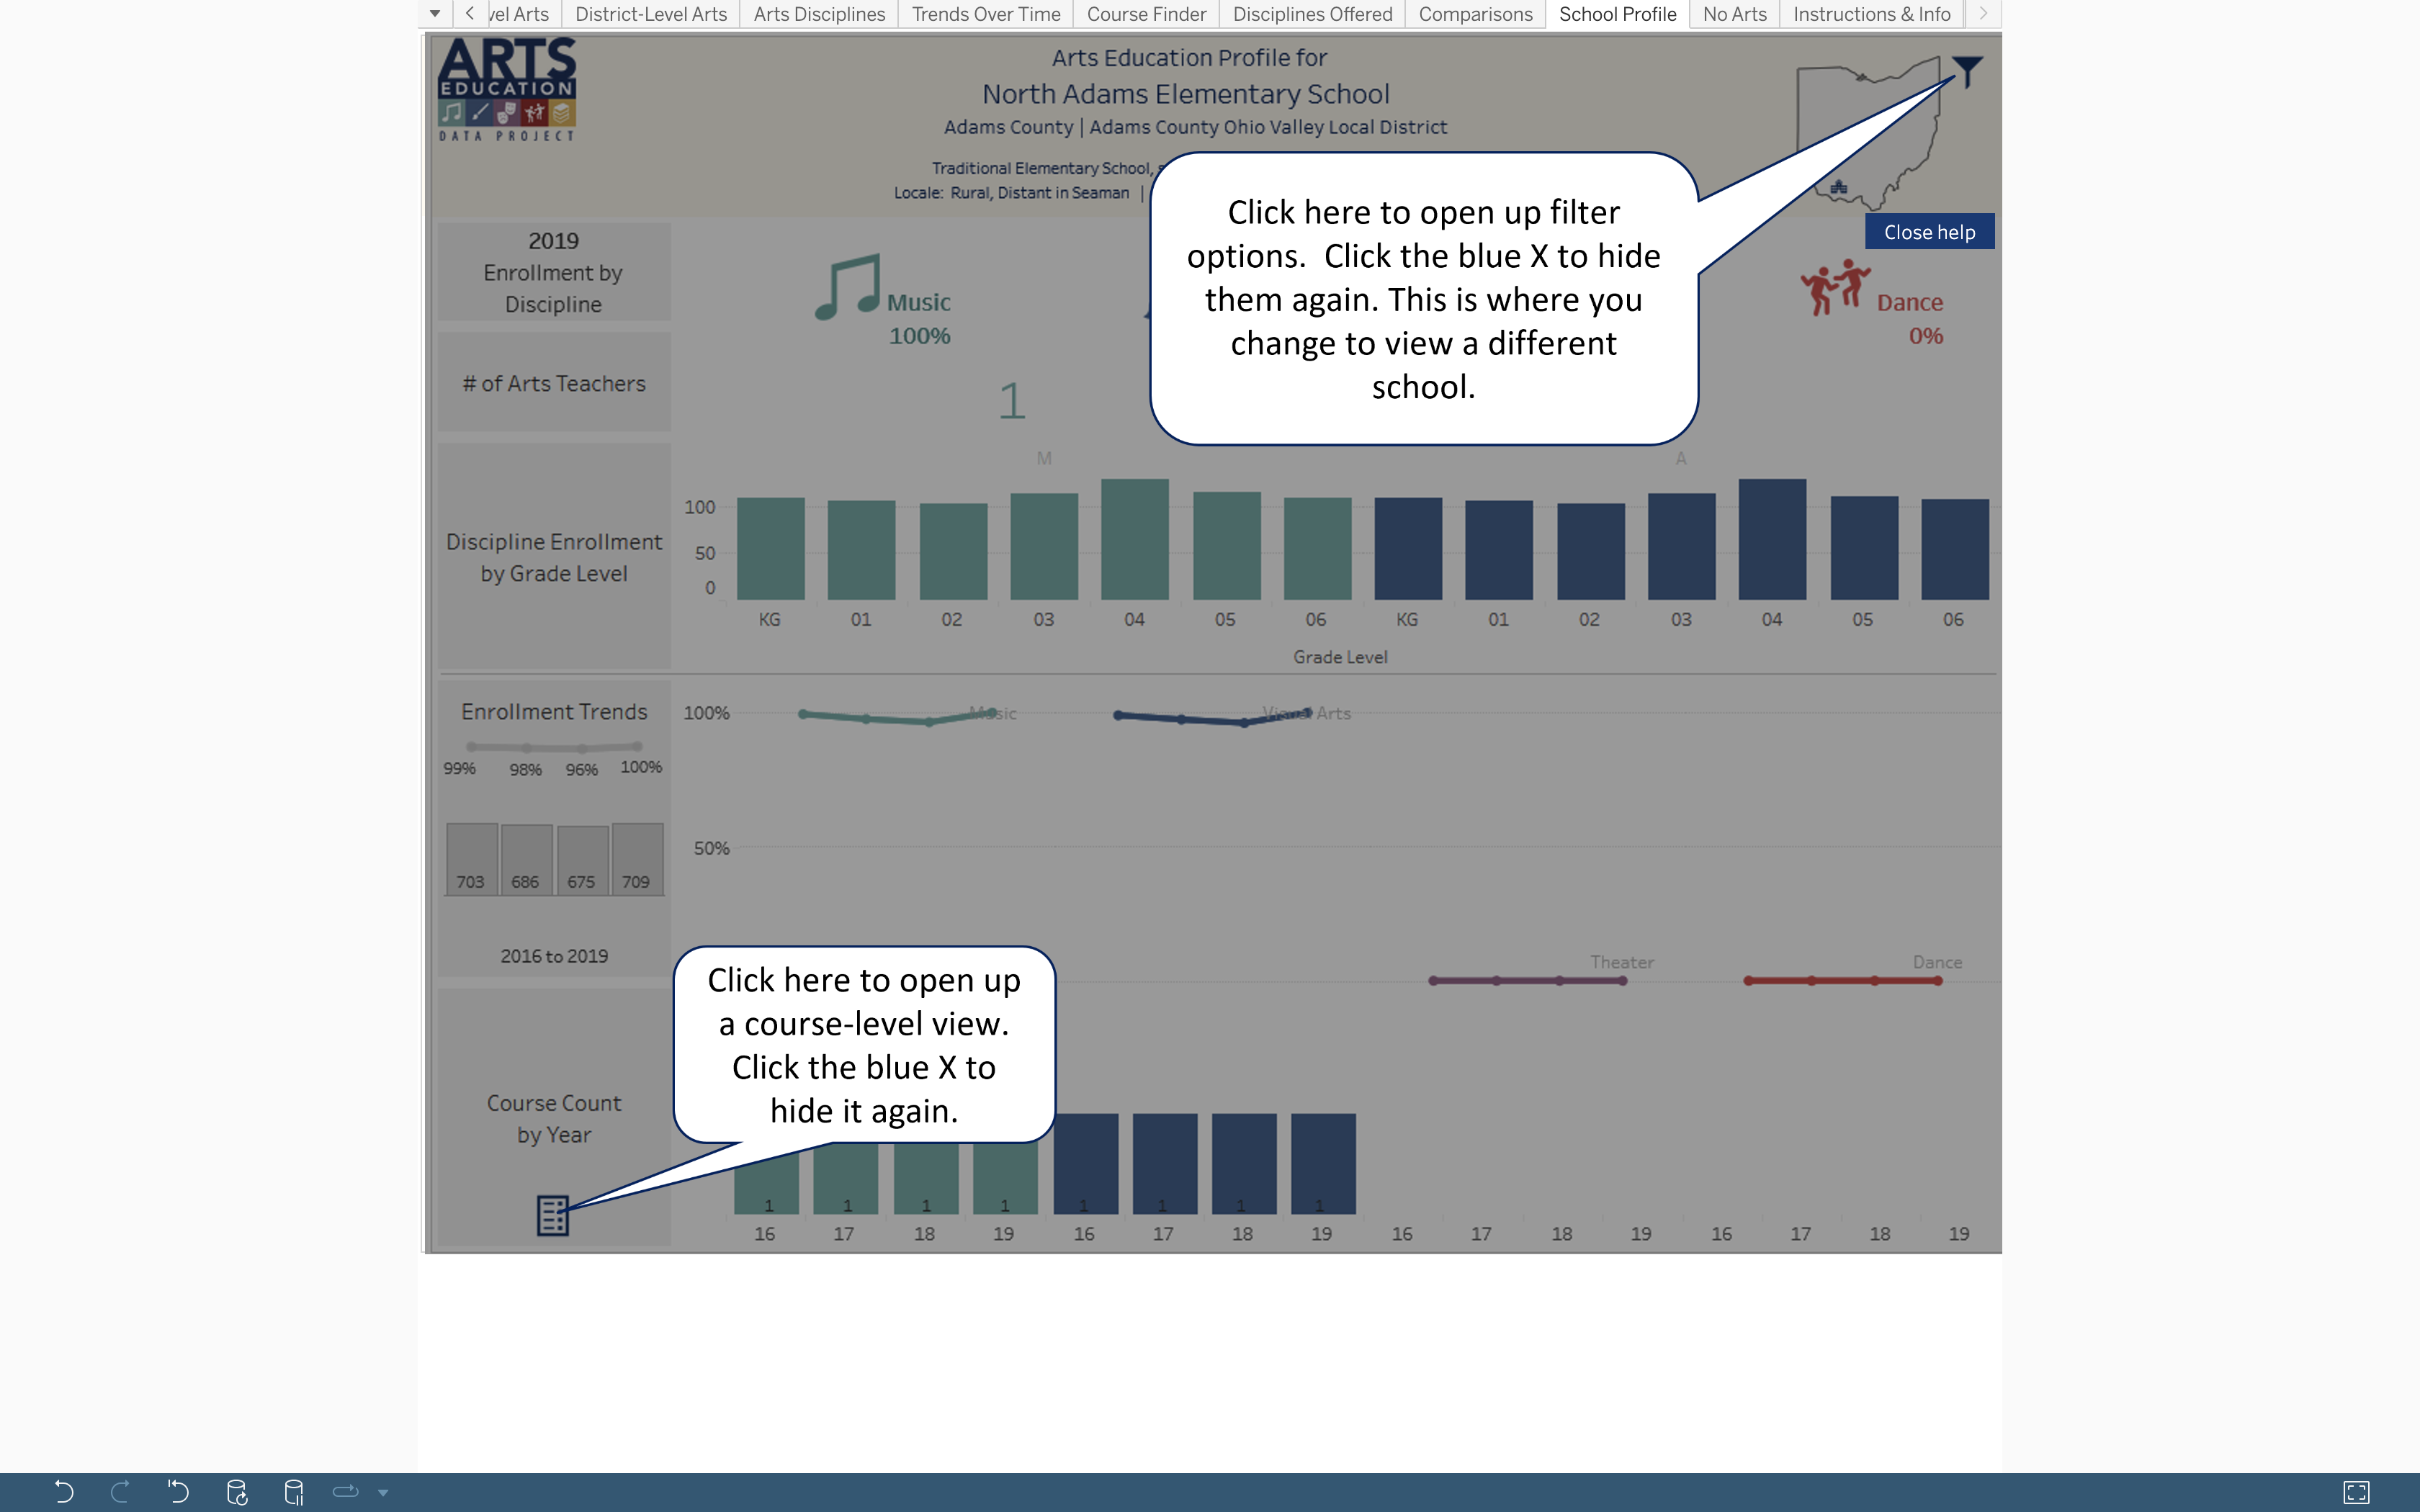 vel Arts
District-Level Arts
Arts Disciplines
Trends Over Time
Course Finder
Disciplines Offered
Comparisons
School Profile
No Arts
Instructions & Info
ARTS
EDUCATION
DATA PROJECT
Arts Education Profile for
North Adams Elementary School
Adams County | Adams County Ohio Valley Local District
Traditional Elementary School,
Locale: Rural, Distant in Seaman |
Click here to open up filter
options. Click the blue X to hide
them again. This is where you
change to view a different
school.
Close help
2019
Enrollment by
Discipline
Music
100%
Dance
0%
# of Arts Teachers
1
Discipline Enrollment
by Grade Level
M
A
100
50
0
KG 01 02 03 04 05 06 KG 01 02 03 04 05 06
Grade Level
Enrollment Trends
99% 98% 96% 100%
703 686 675 709
2016 to 2019
100%
50%
Music
Visual Arts
Theater
Dance
Click here to open up
a course-level view.
Click the blue X to
hide it again.
Course Count
by Year
1 1 1 1 1 1 1 1
16 17 18 19 16 17 18 19 16 17 18 19 16 17 18 19